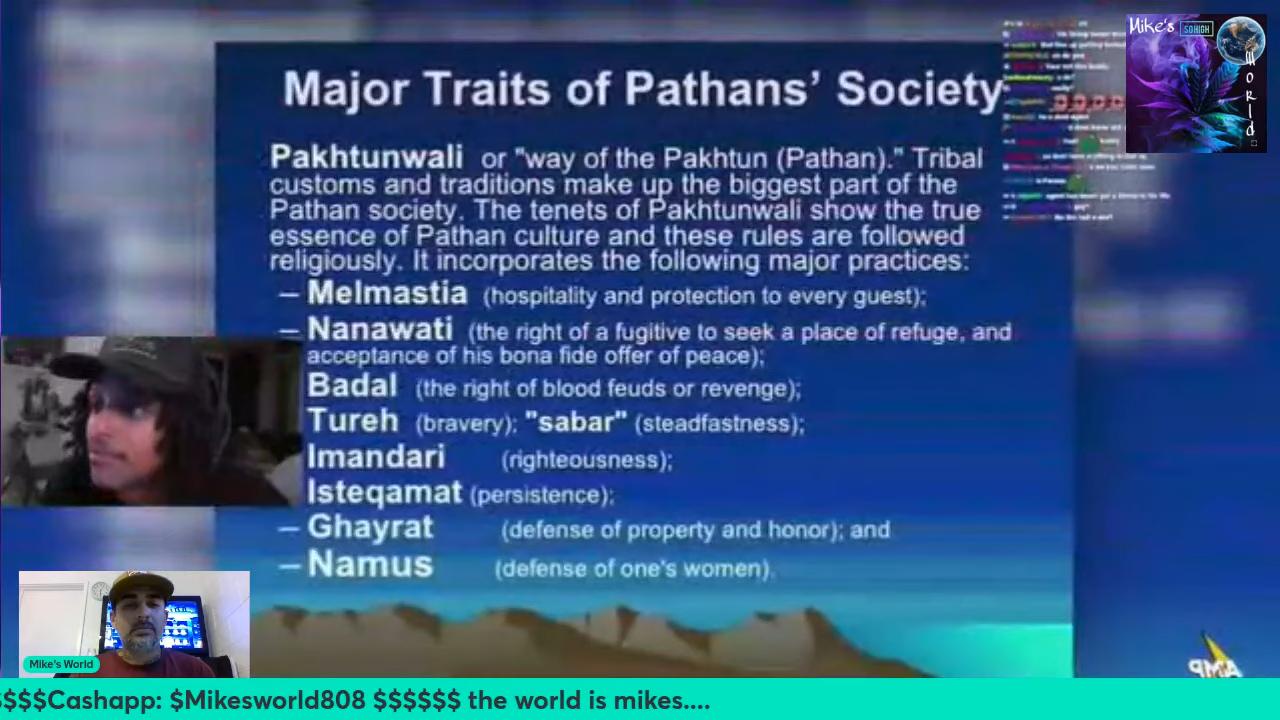 Major Traits of Pathans’ Society
Pakhtunwali or "way of the Pakhtun (Pathan)." Tribal
customs and traditions make up the biggest part of the
Pathan society. The tenets of Pakhtunwali show the true
essence of Pathan culture and these rules are followed
religiously. It incorporates the following major practices:
– Melmastia (hospitality and protection to every guest);
– Nanawati (the right of a fugitive to seek a place of refuge, and
acceptance of his bona fide offer of peace);
Badal (the right of blood feuds or revenge);
Tureh (bravery); "sabar" (steadfastness);
Imandari (righteousness);
Isteqamat (persistence);
– Ghayrat (defense of property and honor); and
– Namus (defense of one's women).
Mike's
SO HIGH
World
Mike's World
$$$$Cashapp: $Mikesworld808 $$$$$$ the world is mikes....